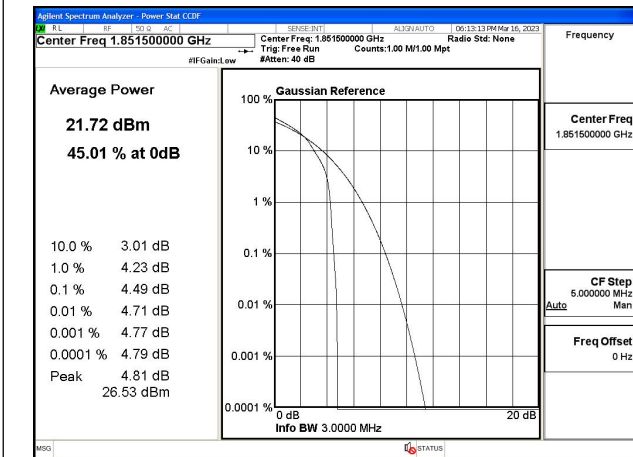 Agilent Spectrum Analyzer - Power Stat CCDF
LXI RL RF 50 Ω AC SENSE:INT ALIGNAUTO 06:13:13 PM Mar 16, 2023
Center Freq 1.851500000 GHz
Center Freq: 1.851500000 GHz Radio Std: None
Trig: Free Run Counts:1.00 M/1.00 Mpt
#IFGain:Low #Atten: 40 dB
Frequency
Average Power
21.72 dBm
45.01 % at 0dB
10.0 % 3.01 dB
1.0 % 4.23 dB
0.1 % 4.49 dB
0.01 % 4.71 dB
0.001 % 4.77 dB
0.0001 % 4.79 dB
Peak 4.81 dB
26.53 dBm
Gaussian Reference
100 %
10 %
1 %
0.1 %
0.01 %
0.001 %
0.0001 %
0 dB 20 dB
Info BW 3.0000 MHz
Center Freq
1.851500000 GHz
CF Step
5.000000 MHz
Auto Man
Freq Offset
0 Hz
MSG STATUS